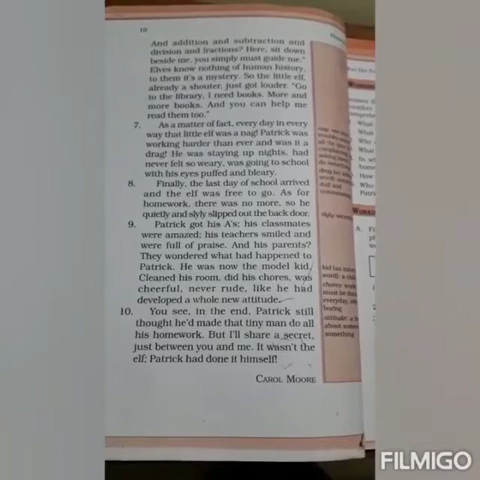 10
And addition and subtraction and
division and fractions? Here, sit down
beside me, you simply must guide me."
Elves know nothing of human history,
to them it's a mystery. So the little elf,
already a shouter, just got louder. "Go
to the library, I need books. More and
more books. And you can help me
read them too."
7. As a matter of fact, every day in every
way that little elf was a nag! Patrick was
working harder than ever and was it a
drag! He was staying up nights, had
never felt so weary, was going to school
with his eyes puffed and bleary.
8. Finally, the last day of school arrived
and the elf was free to go. As for
homework, there was no more, so he
quietly and slyly slipped out the back door.
9. Patrick got his A's; his classmates
were amazed; his teachers smiled and
were full of praise. And his parents?
They wondered what had happened to
Patrick. He was now the model kid.
Cleaned his room, did his chores, was
cheerful, never rude, like he had
developed a whole new attitude.
10. You see, in the end, Patrick still
thought he'd made that tiny man do all
his homework. But I'll share a secret,
just between you and me. It wasn't the
elf; Patrick had done it himself!
CAROL MOORE
slyly
boring
attitude:
something
What
What
Why
What
How
Who
A.
FILMIGO